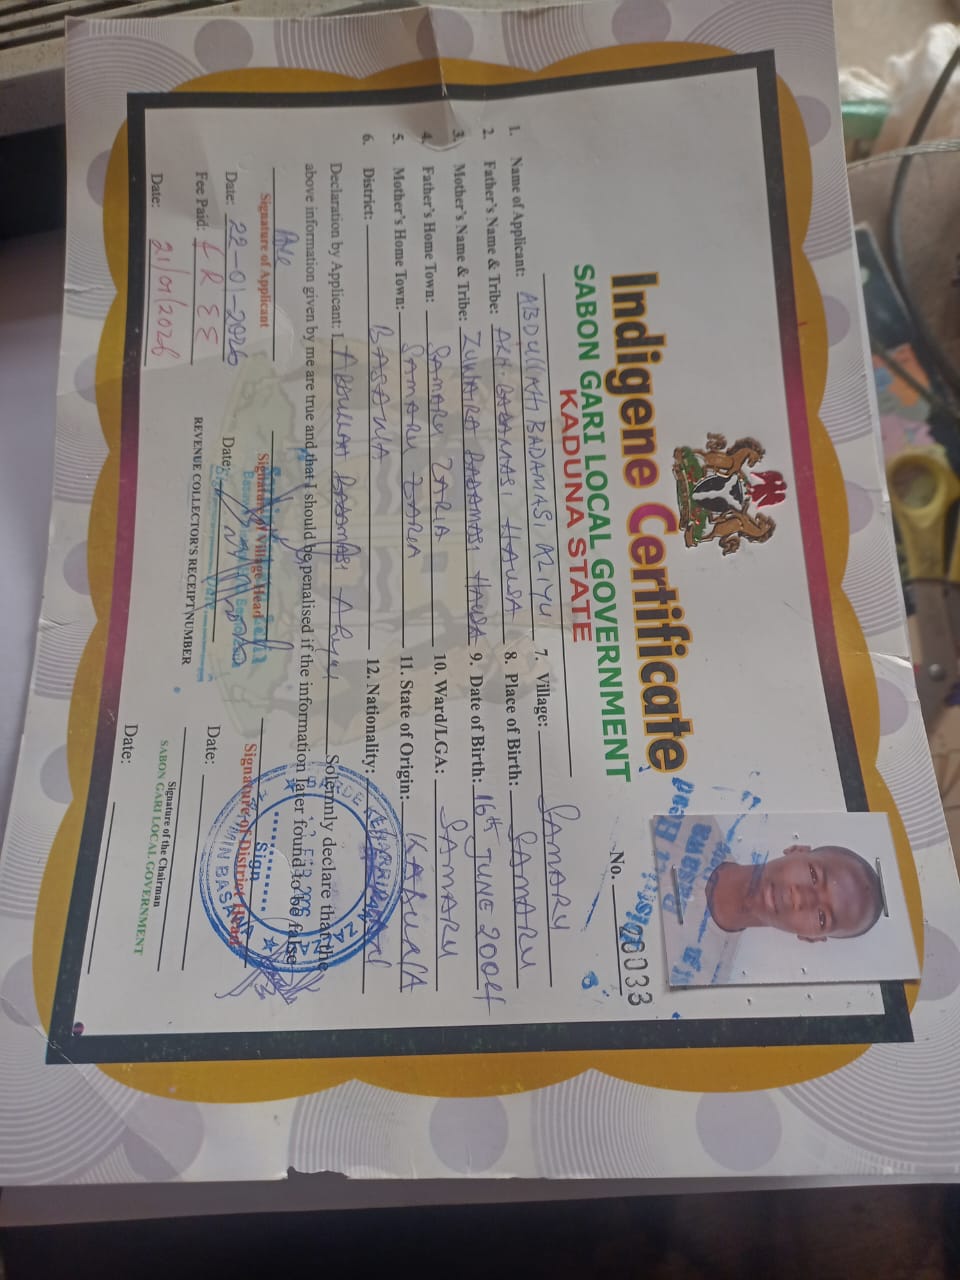 Indigene Certificate
SABON GARI LOCAL GOVERNMENT
KADUNA STATE
No. 06033
1. Name of Applicant: ABDULLAHI BADAMASI ALIYU
2. Father's Name & Tribe: BADAMASI HAUSA
3. Mother's Name & Tribe: BADAMASI HAUSA
4. Father's Home Town: SAMARU ZARIA
5. Mother's Home Town: SAMARU ZARIA
6. District: BASAWA
7. Village: SAMARU
8. Place of Birth: SAMARU
9. Date of Birth: 16th JUNE 2004
10. Ward/LGA: SAMARU
11. State of Origin: KADUNA
12. Nationality:
Declaration by Applicant: I, BADAMASI Aliyu Solemnly declare that the
above information given by me are true and that I should be penalised if the information later found to be false
Signature of Applicant
Signature of Village Head
Signature of District Head
Date: 22-01-2026
Date:
Date:
Fee Paid: FREE
REVENUE COLLECTOR'S RECEIPT NUMBER
Signature of the Chairman
SABON GARI LOCAL GOVERNMENT
Date: 21/01/2026
Date:
Sign